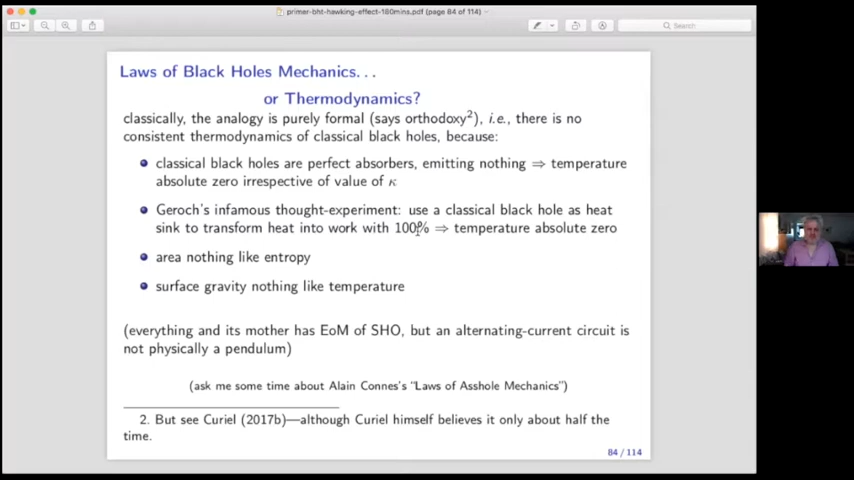 primer-bht-hawking-effect-180mins.pdf (page 84 of 114)
Search
Laws of Black Holes Mechanics...
or Thermodynamics?
classically, the analogy is purely formal (says orthodoxy²), i.e., there is no
consistent thermodynamics of classical black holes, because:
classical black holes are perfect absorbers, emitting nothing ⇒ temperature
absolute zero irrespective of value of κ
Geroch's infamous thought-experiment: use a classical black hole as heat
sink to transform heat into work with 100% ⇒ temperature absolute zero
area nothing like entropy
surface gravity nothing like temperature
(everything and its mother has EoM of SHO, but an alternating-current circuit is
not physically a pendulum)
(ask me some time about Alain Connes's "Laws of Asshole Mechanics")
2. But see Curiel (2017b)—although Curiel himself believes it only about half the
time.
84 / 114